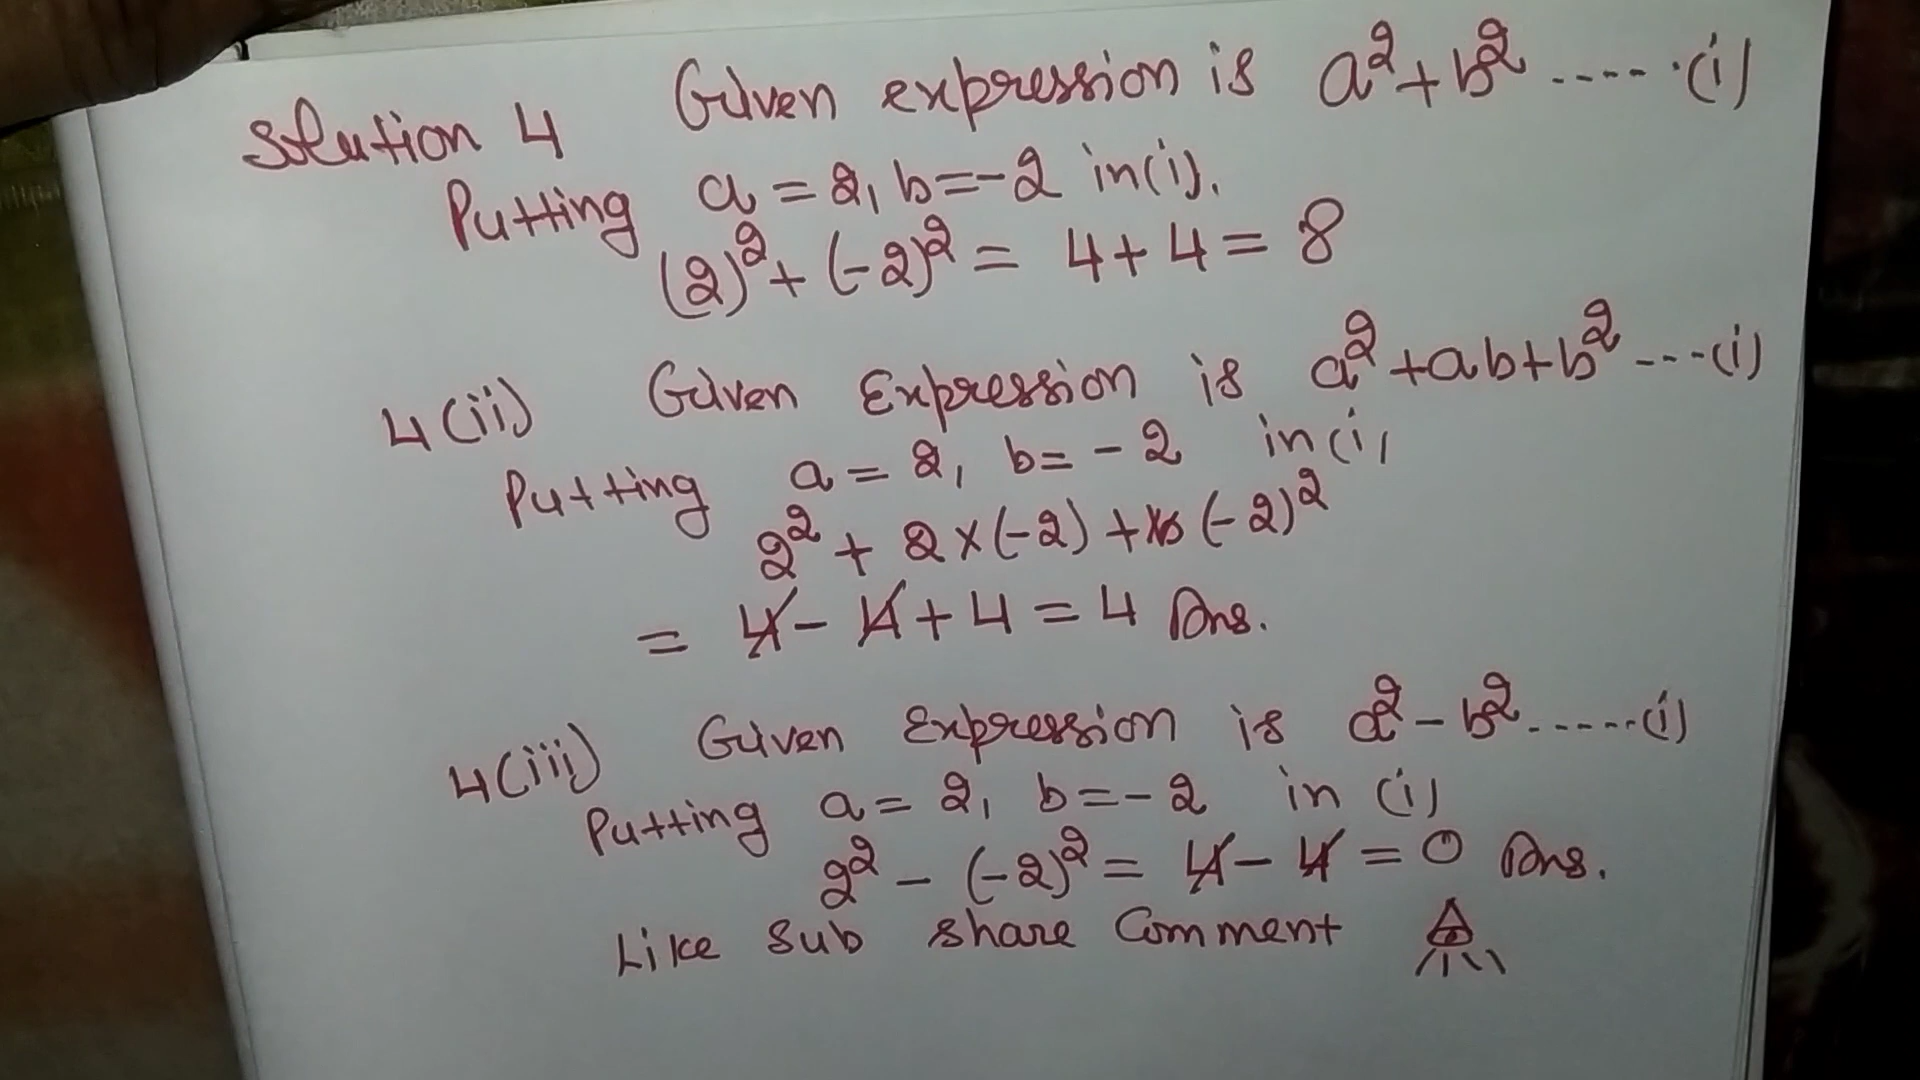 Solution 4 Given expression is a²+b² ......(i)
Putting a = 2, b=-2 in(i),
(2)²+(-2)² = 4+4 = 8
4(ii) Given Expression is a²+ab+b² ....(i)
Putting a = 2, b= -2 in(i)
2² + 2×(-2) + (-2)²
= 4 - 4 + 4 = 4 Ans.
4(iii) Given Expression is a²-b² ......(i)
Putting a = 2, b=-2 in (i)
2² - (-2)² = 4 - 4 = 0 Ans.
Like Sub share Comment